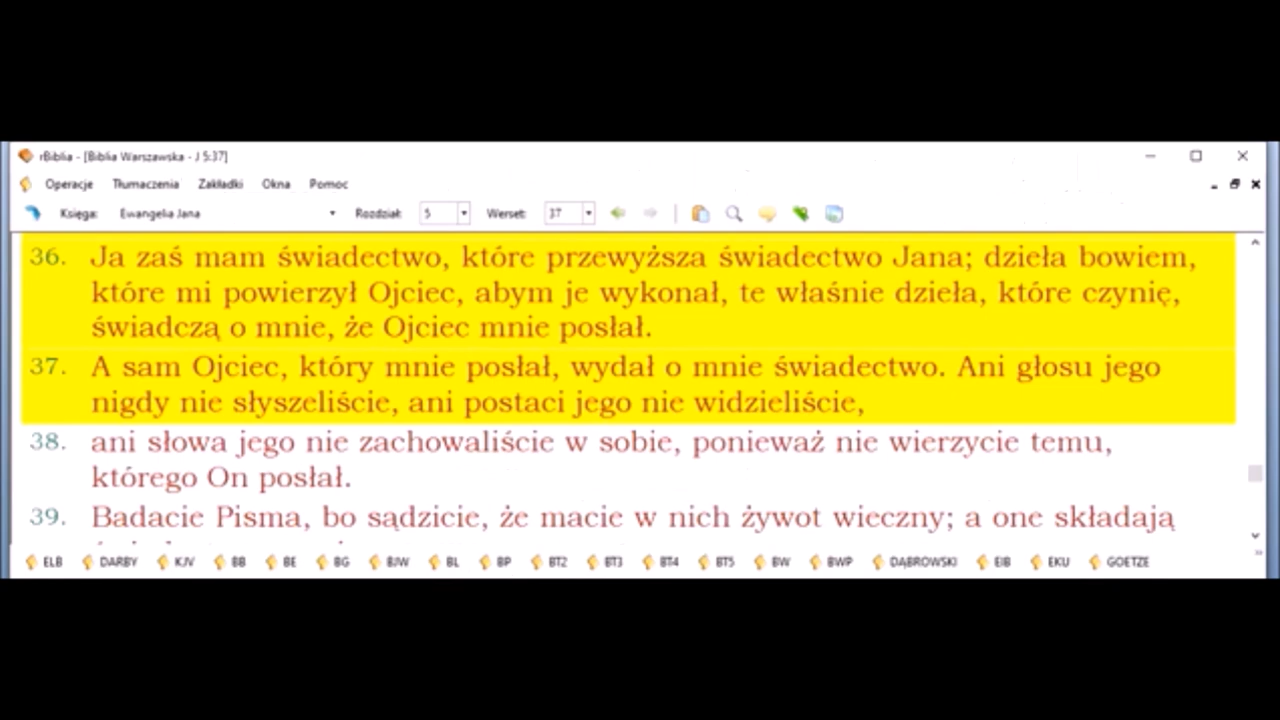 rBiblia - [Biblia Warszawska - J 5:37]
Operacje Tłumaczenia Zakładki Okna Pomoc
Księga: Ewangelia Jana Rozdział: 5 Werset: 37
36. Ja zaś mam świadectwo, które przewyższa świadectwo Jana; dzieła bowiem,
które mi powierzył Ojciec, abym je wykonał, te właśnie dzieła, które czynię,
świadczą o mnie, że Ojciec mnie posłał.
37. A sam Ojciec, który mnie posłał, wydał o mnie świadectwo. Ani głosu jego
nigdy nie słyszeliście, ani postaci jego nie widzieliście,
38. ani słowa jego nie zachowaliście w sobie, ponieważ nie wierzycie temu,
którego On posłał.
39. Badacie Pisma, bo sądzicie, że macie w nich żywot wieczny; a one składają
ELB DARBY KJV BB BE BG BJW BL BP BT2 BT3 BT4 BT5 BW BWP DĄBROWSKI EIB EKU GOETZE